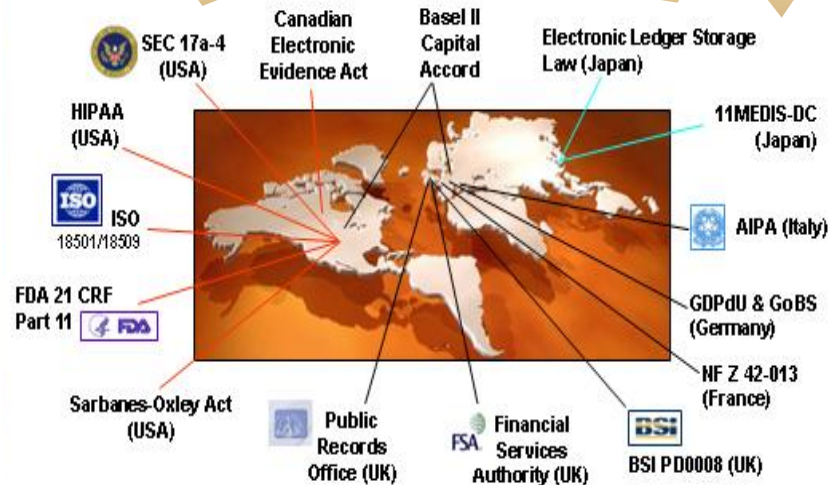 SEC 17a-4
(USA)
Canadian
Electronic
Evidence Act
Basel II
Capital
Accord
Electronic Ledger Storage
Law (Japan)
HIPAA
(USA)
11MEDIS-DC
(Japan)
ISO
ISO
18501/18509
AIPA (Italy)
FDA 21 CRF
Part 11
FDA
GDPdU & GoBS
(Germany)
NF Z 42-013
(France)
Sarbanes-Oxley Act
(USA)
Public
Records
Office (UK)
FSA
Financial
Services
Authority (UK)
BSI
BSI PD0008 (UK)